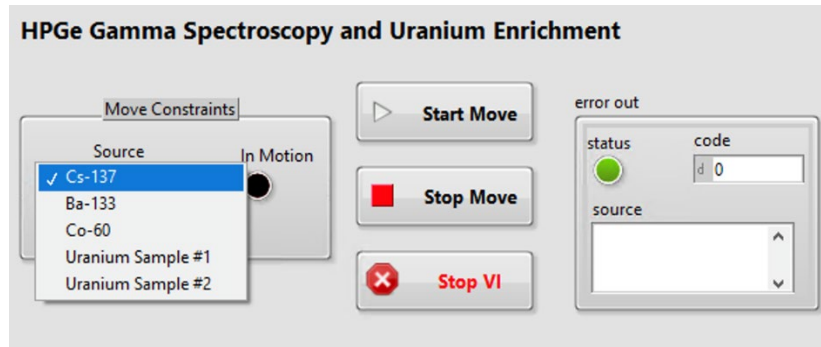 HPGe Gamma Spectroscopy and Uranium Enrichment
Move Constraints
Source
In Motion
✓ Cs-137
Ba-133
Co-60
Uranium Sample #1
Uranium Sample #2
Start Move
Stop Move
Stop VI
error out
status
code
d 0
source